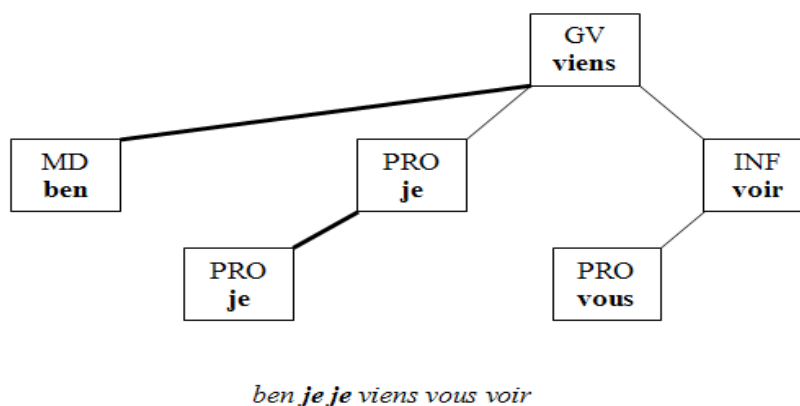 GV
viens
MD
ben
PRO
je
INF
voir
PRO
je
PRO
vous
ben je je viens vous voir